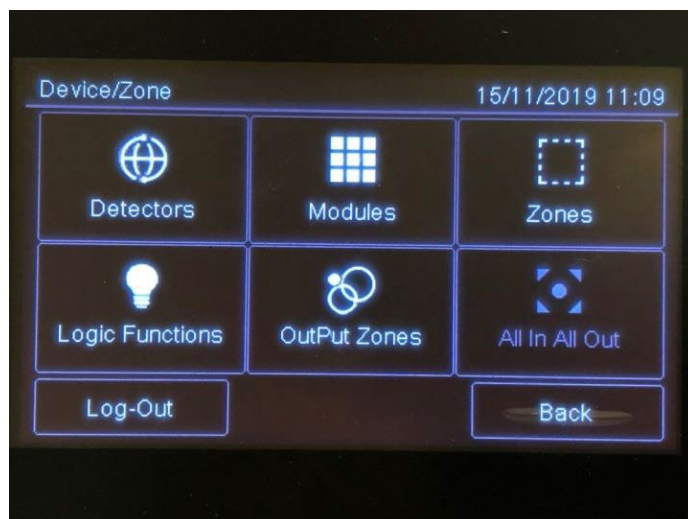 Device/Zone 15/11/2019 11:09
Detectors Modules Zones
Logic Functions OutPut Zones All In All Out
Log-Out Back